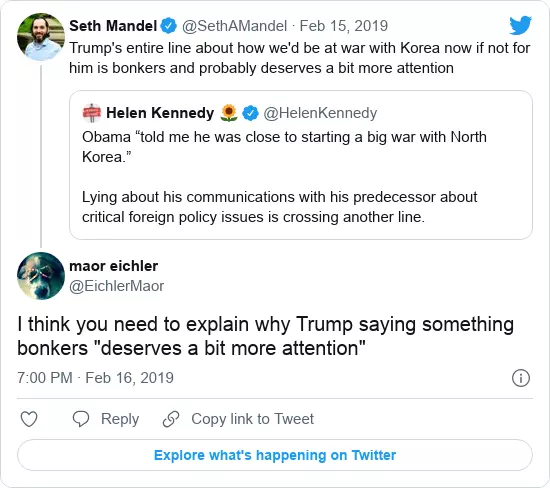 Seth Mandel @SethAMandel · Feb 15, 2019
Trump's entire line about how we'd be at war with Korea now if not for
him is bonkers and probably deserves a bit more attention
Helen Kennedy 🌻 @HelenKennedy
Obama “told me he was close to starting a big war with North
Korea.”
Lying about his communications with his predecessor about
critical foreign policy issues is crossing another line.
maor eichler
@EichlerMaor
I think you need to explain why Trump saying something
bonkers "deserves a bit more attention"
7:00 PM · Feb 16, 2019
Reply
Copy link to Tweet
Explore what's happening on Twitter